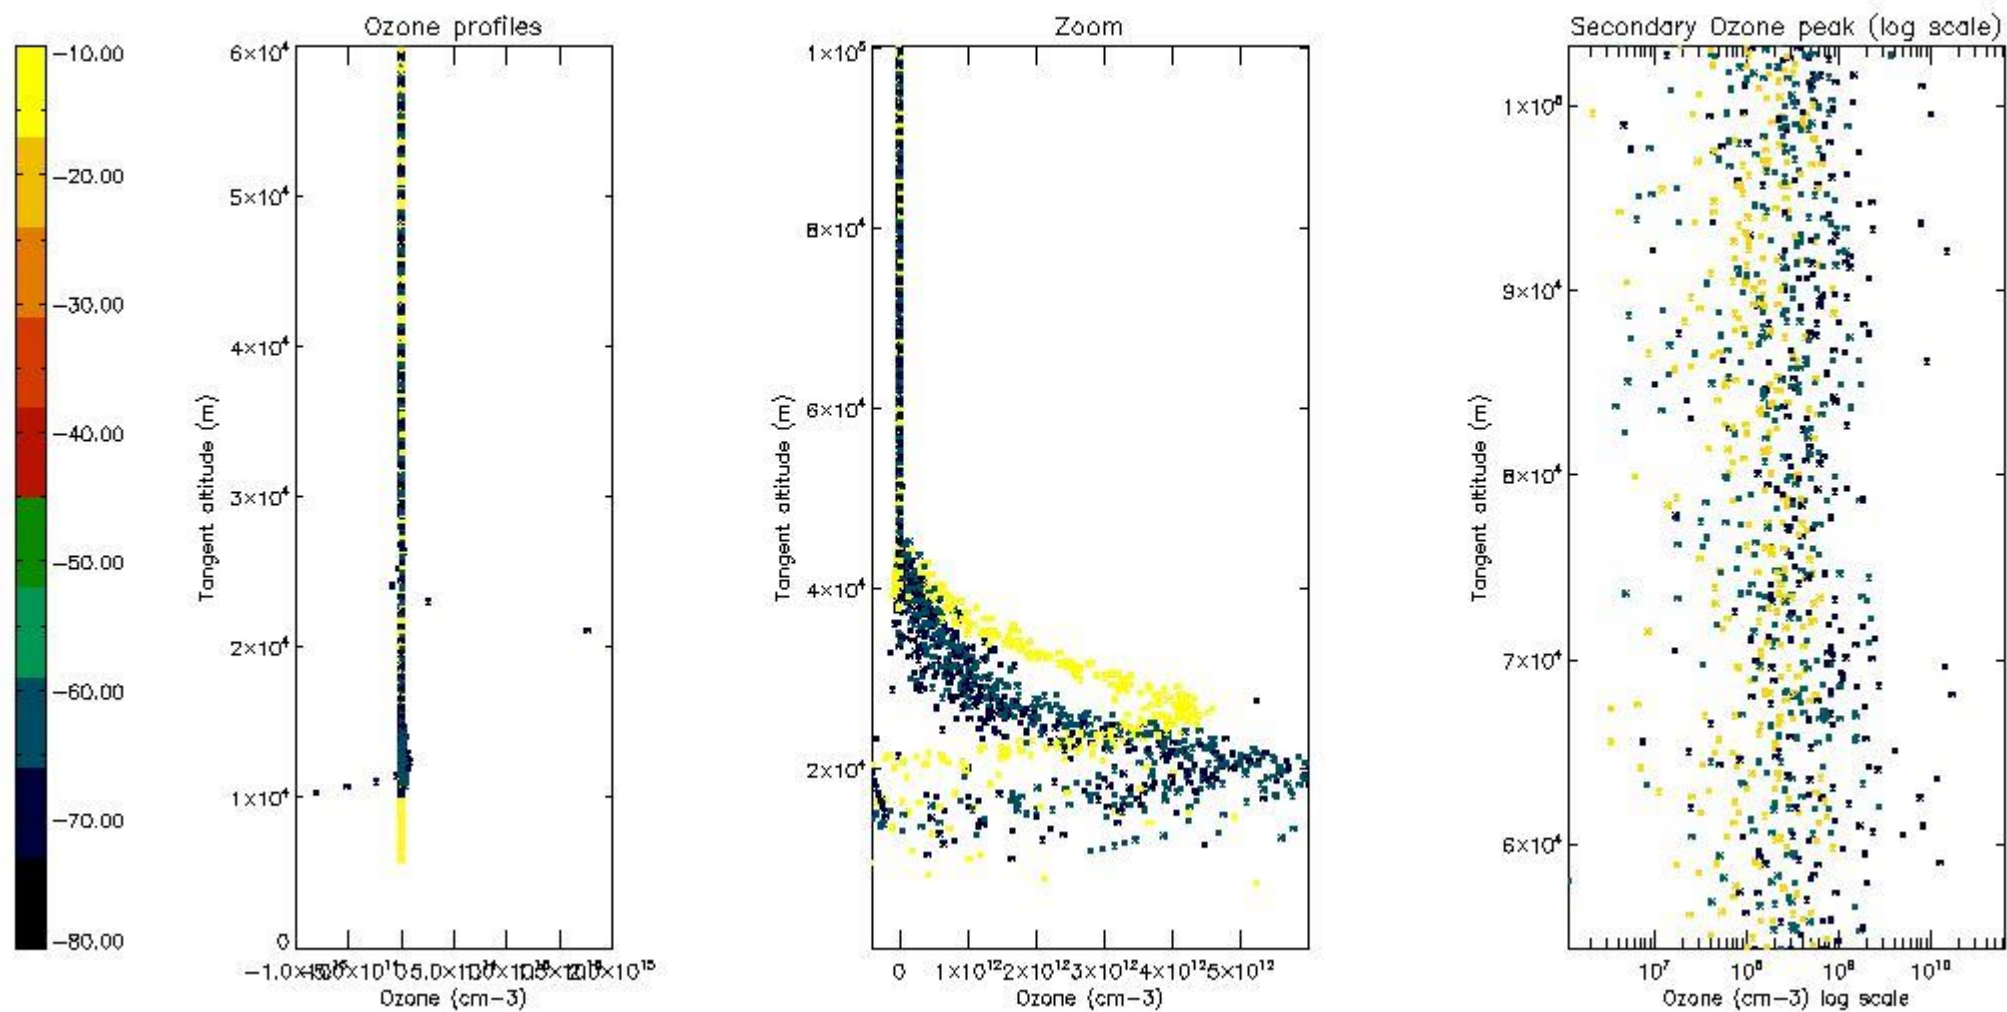 Ozone profiles
Zoom
Secondary Ozone peak (log scale)
-10.00
-20.00
-30.00
-40.00
-50.00
-60.00
-70.00
-80.00
6×10⁴
5×10⁴
4×10⁴
3×10⁴
2×10⁴
1×10⁴
0
Tangent altitude (m)
Ozone (cm-3)
1×10⁵
8×10⁴
6×10⁴
4×10⁴
2×10⁴
Tangent altitude (m)
0 1×10¹² 2×10¹² 3×10¹² 4×10¹² 5×10¹²
Ozone (cm-3)
1×10⁵
9×10⁴
8×10⁴
7×10⁴
6×10⁴
Tangent altitude (m)
10⁷ 10⁸ 10⁹ 10¹⁰
Ozone (cm-3) log scale